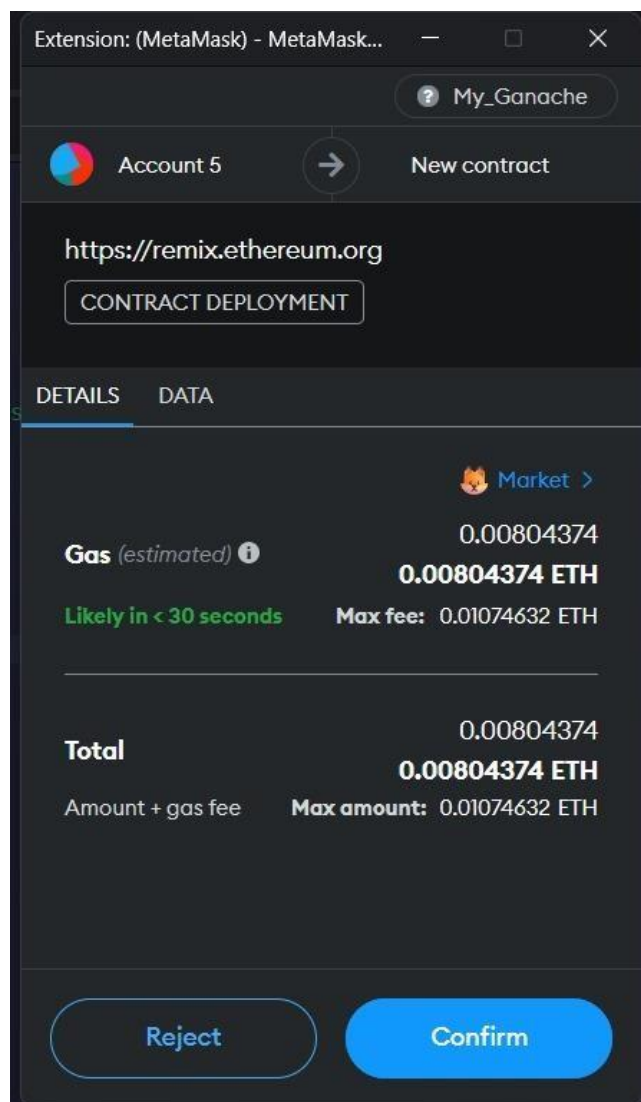 Extension: (MetaMask) - MetaMask...
My_Ganache
Account 5 New contract
https://remix.ethereum.org
CONTRACT DEPLOYMENT
DETAILS DATA
Market >
0.00804374
Gas (estimated)
0.00804374 ETH
Likely in < 30 seconds Max fee: 0.01074632 ETH
0.00804374
Total
0.00804374 ETH
Amount + gas fee Max amount: 0.01074632 ETH
Reject Confirm